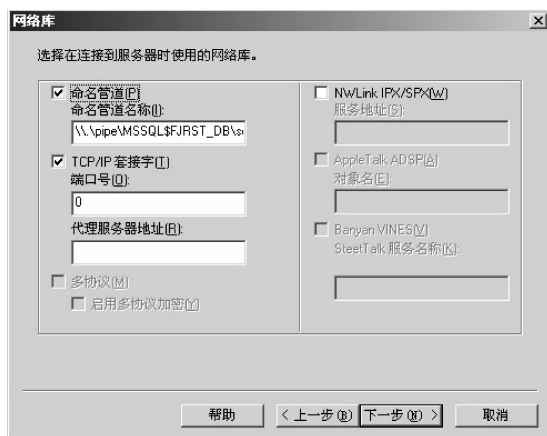 网络库
选择在连接到服务器时使用的网络库。
命名管道(P)
命名管道名称(I):
\\.\pipe\MSSQL$FJRST_DB\s
TCP/IP 套接字(T)
端口号(O):
0
代理服务器地址(R):
多协议(M)
启用多协议加密(Y)
NWLink IPX/SPX(W)
服务地址(S):
AppleTalk ADSP(A)
对象名(E):
Banyan VINES(V)
SteetTalk 服务名称(K):
帮助
< 上一步(B)
下一步(N) >
取消